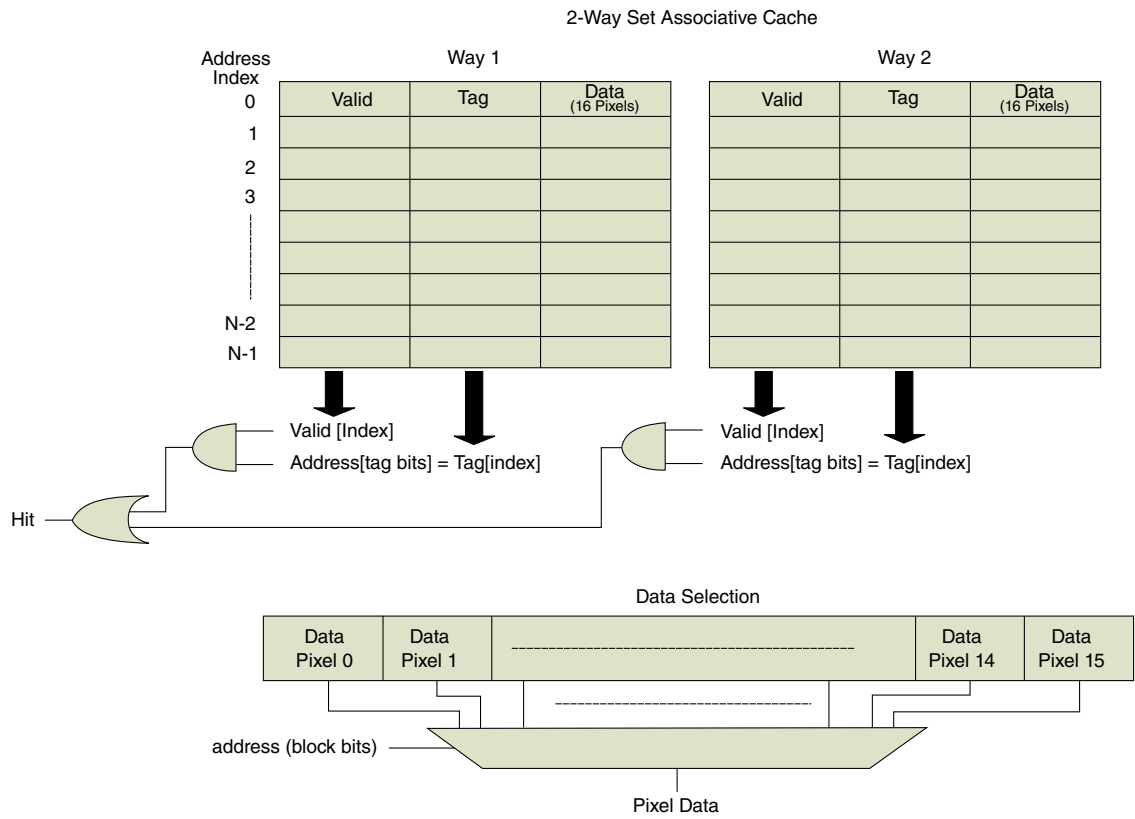 2-Way Set Associative Cache
Address
Index
Way 1
Way 2
0
Valid
Tag
Data
(16 Pixels)
Valid
Tag
Data
(16 Pixels)
1
2
3
N-2
N-1
Valid [Index]
Address[tag bits] = Tag[index]
Valid [Index]
Address[tag bits] = Tag[index]
Hit
Data Selection
Data
Pixel 0
Data
Pixel 1
Data
Pixel 14
Data
Pixel 15
address (block bits)
Pixel Data